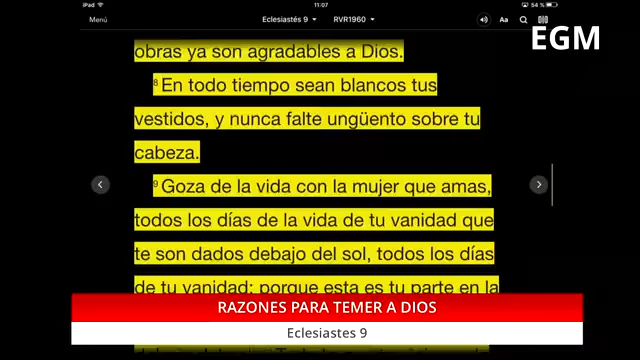 iPad
11:07
54 %
Menú
Eclesiastés 9
RVR1960
Aa
EGM
obras ya son agradables a Dios.
8 En todo tiempo sean blancos tus
vestidos, y nunca falte ungüento sobre tu
cabeza.
9 Goza de la vida con la mujer que amas,
todos los días de la vida de tu vanidad que
te son dados debajo del sol, todos los días
de tu vanidad; porque esta es tu parte en la
RAZONES PARA TEMER A DIOS
Eclesiastes 9